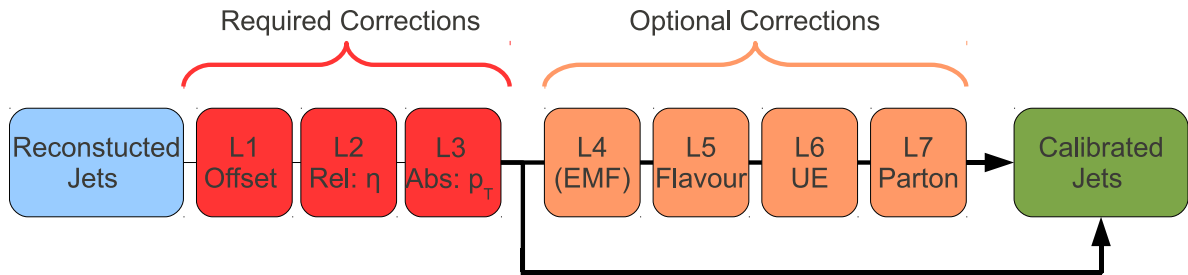 Required Corrections
Optional Corrections
Reconstucted
Jets
L1
Offset
L2
Rel: η
L3
Abs: p_T
L4
(EMF)
L5
Flavour
L6
UE
L7
Parton
Calibrated
Jets